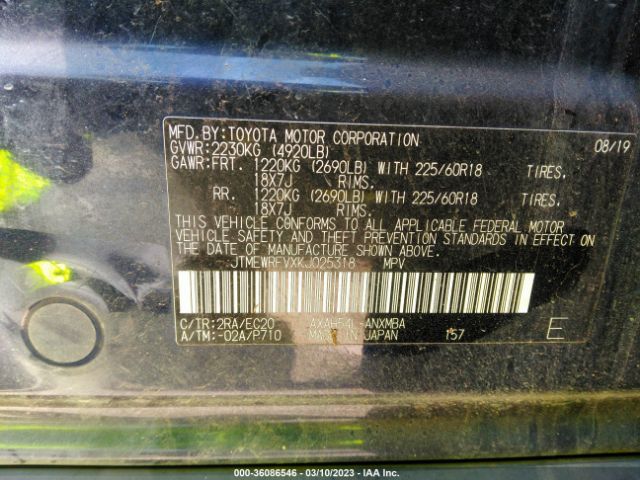 MFD.BY:TOYOTA MOTOR CORPORATION 08/19
GVWR:2230KG (4920LB)
GAWR:FRT. 1220KG (2690LB) WITH 225/60R18 TIRES,
18X7J RIMS.
RR. 1220KG (2690LB) WITH 225/60R18 TIRES,
18X7J RIMS.
THIS VEHICLE CONFORMS TO ALL APPLICABLE FEDERAL MOTOR
VEHICLE SAFETY AND THEFT PREVENTION STANDARDS IN EFFECT ON
THE DATE OF MANUFACTURE SHOWN ABOVE.
JTMEWRFVXKJ025318 MPV
C/TR:2RA/EC20 AXAH54L-ANXMBA
A/TM:-02A/P710 MADE IN JAPAN 157 E
000-36086546 - 03/10/2023 - IAA Inc.